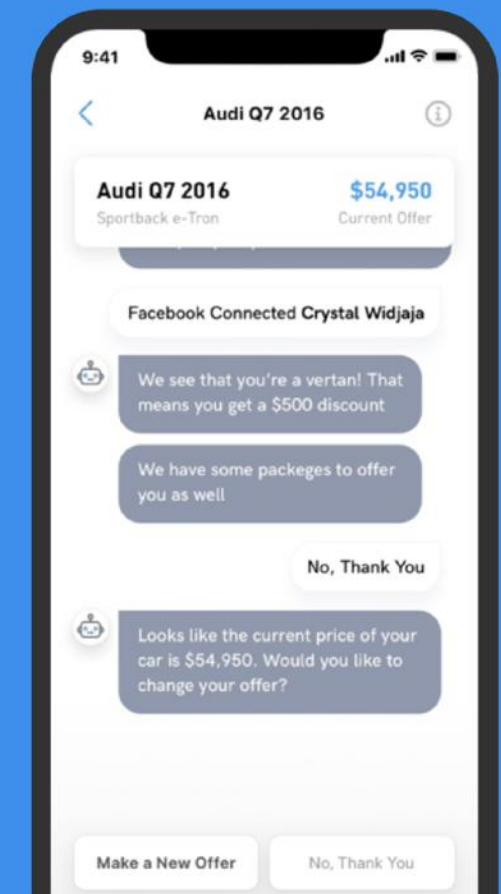 9:41
Audi Q7 2016
Audi Q7 2016 $54,950
Sportback e-Tron Current Offer
Facebook Connected Crystal Widjaja
We see that you're a vertan! That
means you get a $500 discount
We have some packeges to offer
you as well
No, Thank You
Looks like the current price of your
car is $54,950. Would you like to
change your offer?
Make a New Offer No, Thank You